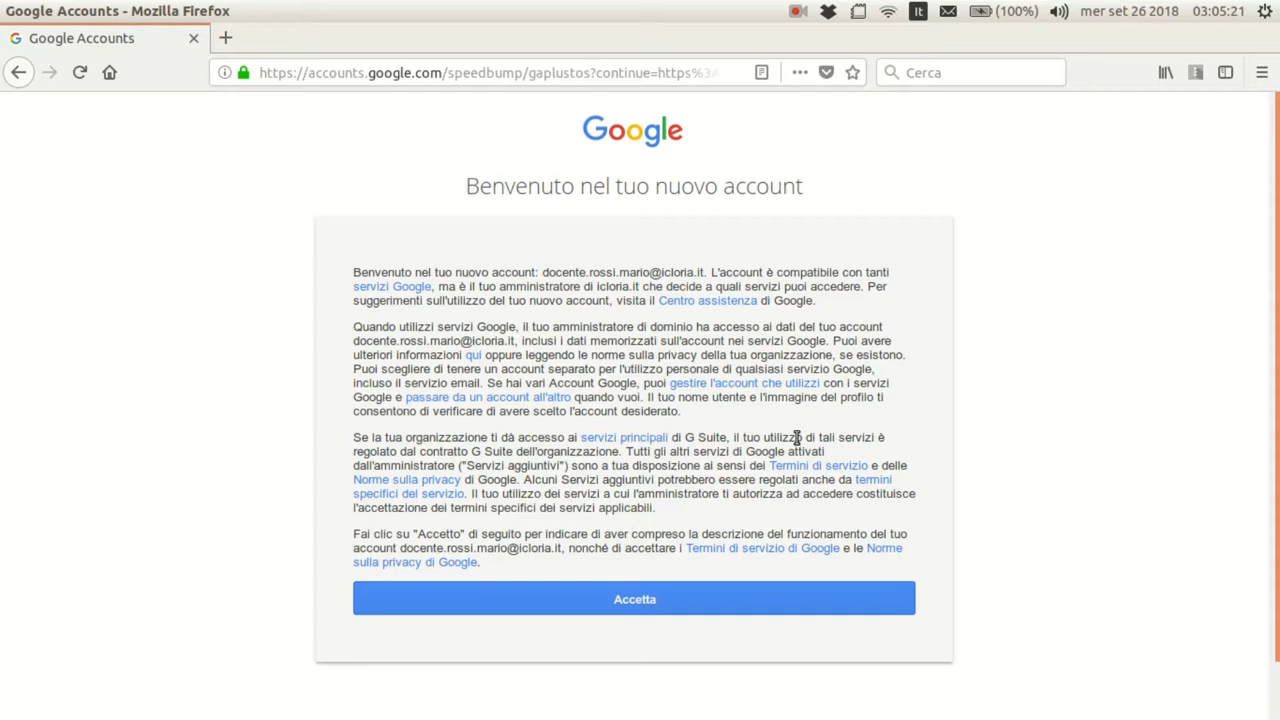 Google Accounts - Mozilla Firefox
It
(100%)
mer set 26 2018
03:05:21
Google Accounts
https://accounts.google.com/speedbump/gaplustos?continue=https%3A
Cerca
Google
Benvenuto nel tuo nuovo account
Benvenuto nel tuo nuovo account: docente.rossi.mario@icloria.it. L'account è compatibile con tanti
servizi Google, ma è il tuo amministratore di icloria.it che decide a quali servizi puoi accedere. Per
suggerimenti sull'utilizzo del tuo nuovo account, visita il Centro assistenza di Google.
Quando utilizzi servizi Google, il tuo amministratore di dominio ha accesso ai dati del tuo account
docente.rossi.mario@icloria.it, inclusi i dati memorizzati sull'account nei servizi Google. Puoi avere
ulteriori informazioni qui oppure leggendo le norme sulla privacy della tua organizzazione, se esistono.
Puoi scegliere di tenere un account separato per l'utilizzo personale di qualsiasi servizio Google,
incluso il servizio email. Se hai vari Account Google, puoi gestire l'account che utilizzi con i servizi
Google e passare da un account all'altro quando vuoi. Il tuo nome utente e l'immagine del profilo ti
consentono di verificare di avere scelto l'account desiderato.
Se la tua organizzazione ti dà accesso ai servizi principali di G Suite, il tuo utilizzo di tali servizi è
regolato dal contratto G Suite dell'organizzazione. Tutti gli altri servizi di Google attivati
dall'amministratore ("Servizi aggiuntivi") sono a tua disposizione ai sensi dei Termini di servizio e delle
Norme sulla privacy di Google. Alcuni Servizi aggiuntivi potrebbero essere regolati anche da termini
specifici del servizio. Il tuo utilizzo dei servizi a cui l'amministratore ti autorizza ad accedere costituisce
l'accettazione dei termini specifici dei servizi applicabili.
Fai clic su "Accetto" di seguito per indicare di aver compreso la descrizione del funzionamento del tuo
account docente.rossi.mario@icloria.it, nonché di accettare i Termini di servizio di Google e le Norme
sulla privacy di Google.
Accetta